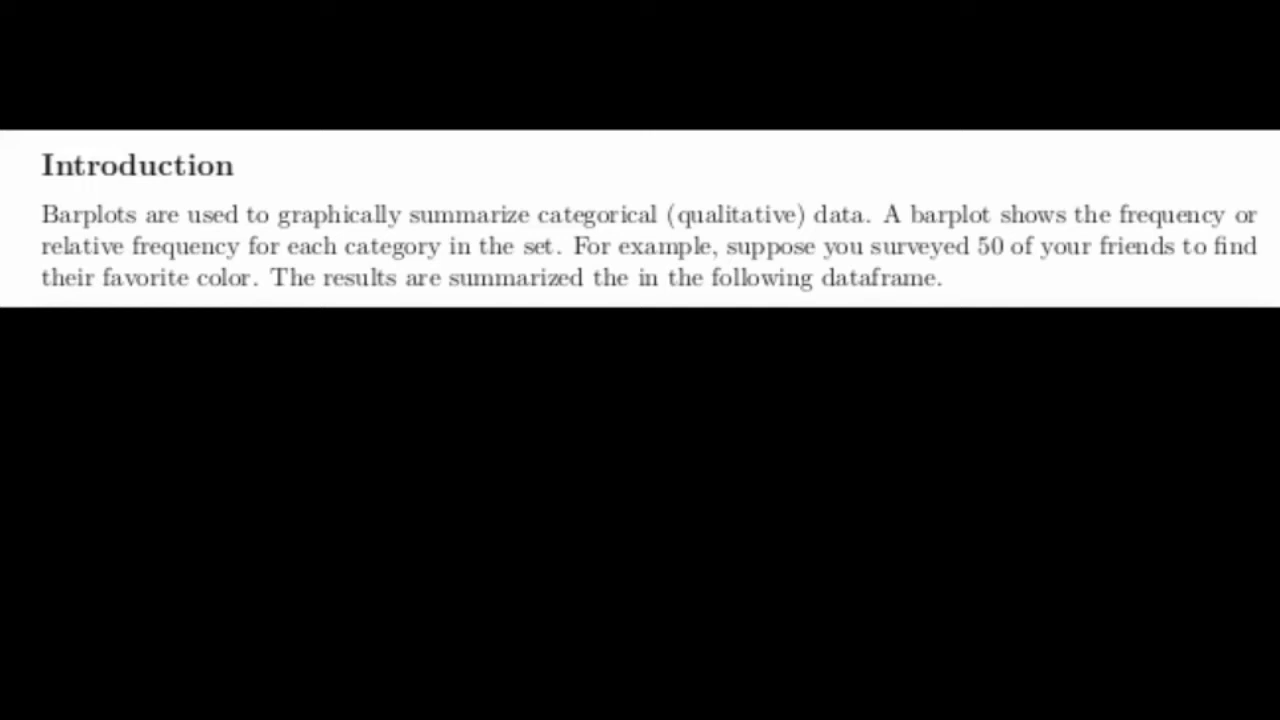 Introduction
Barplots are used to graphically summarize categorical (qualitative) data. A barplot shows the frequency or
relative frequency for each category in the set. For example, suppose you surveyed 50 of your friends to find
their favorite color. The results are summarized the in the following dataframe.